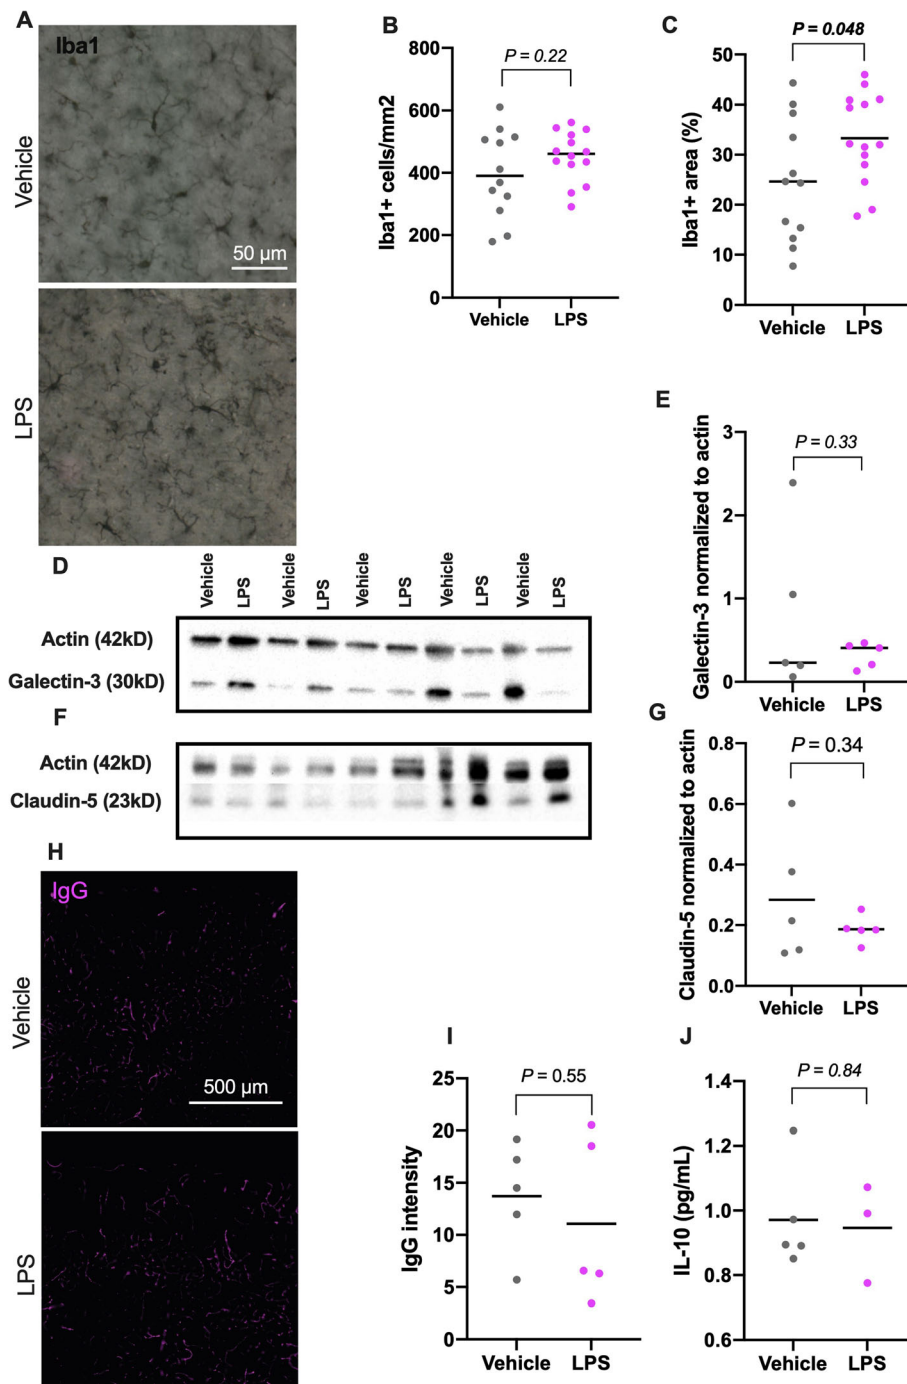 A
Iba1
Vehicle
50 µm
LPS
B
P = 0.22
800
600
400
200
0
Iba1+ cells/mm2
Vehicle LPS
C
P = 0.048
50
40
30
20
10
0
Iba1+ area (%)
Vehicle LPS
D
Vehicle LPS Vehicle LPS Vehicle LPS Vehicle LPS Vehicle LPS
Actin (42kD)
Galectin-3 (30kD)
E
P = 0.33
3
2
1
0
Galectin-3 normalized to actin
Vehicle LPS
F
Actin (42kD)
Claudin-5 (23kD)
G
P = 0.34
0.8
0.6
0.4
0.2
0.0
Claudin-5 normalized to actin
Vehicle LPS
H
IgG
Vehicle
500 µm
LPS
I
P = 0.55
25
20
15
10
5
0
IgG intensity
Vehicle LPS
J
P = 0.84
1.4
1.2
1.0
0.8
0.6
IL-10 (pg/mL)
Vehicle LPS